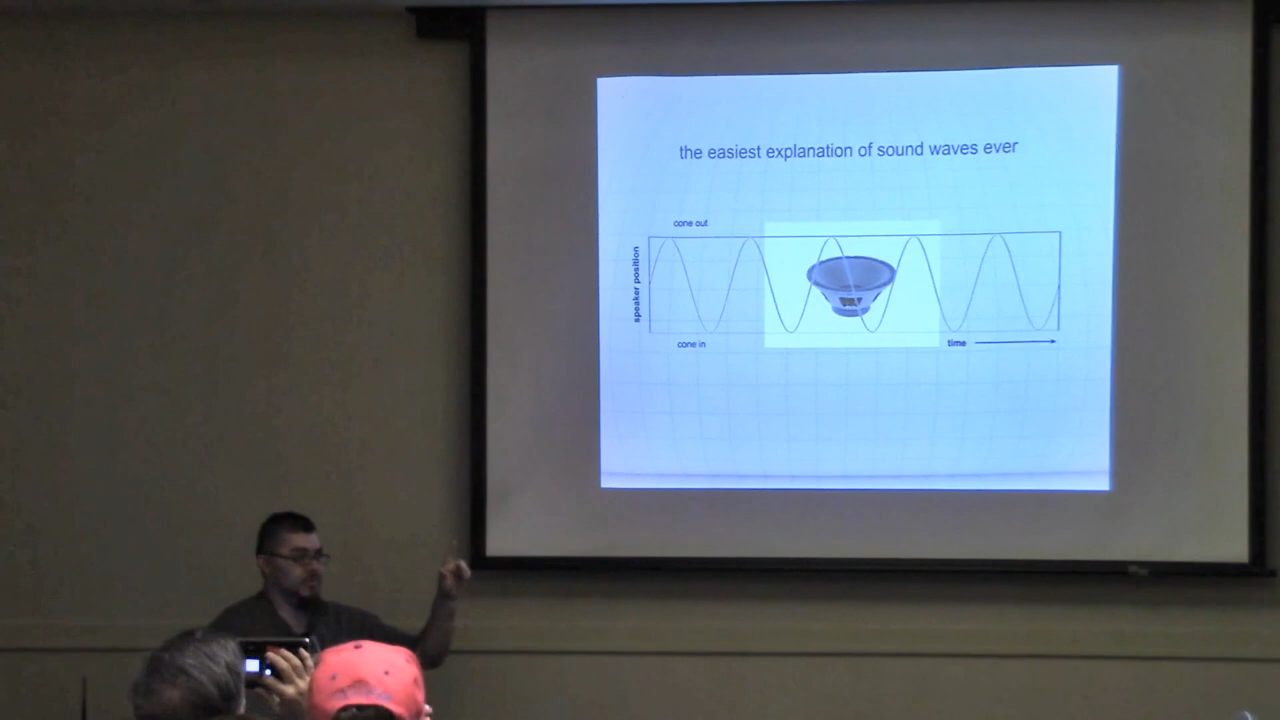 the easiest explanation of sound waves ever
cone out
speaker position
cone in
time